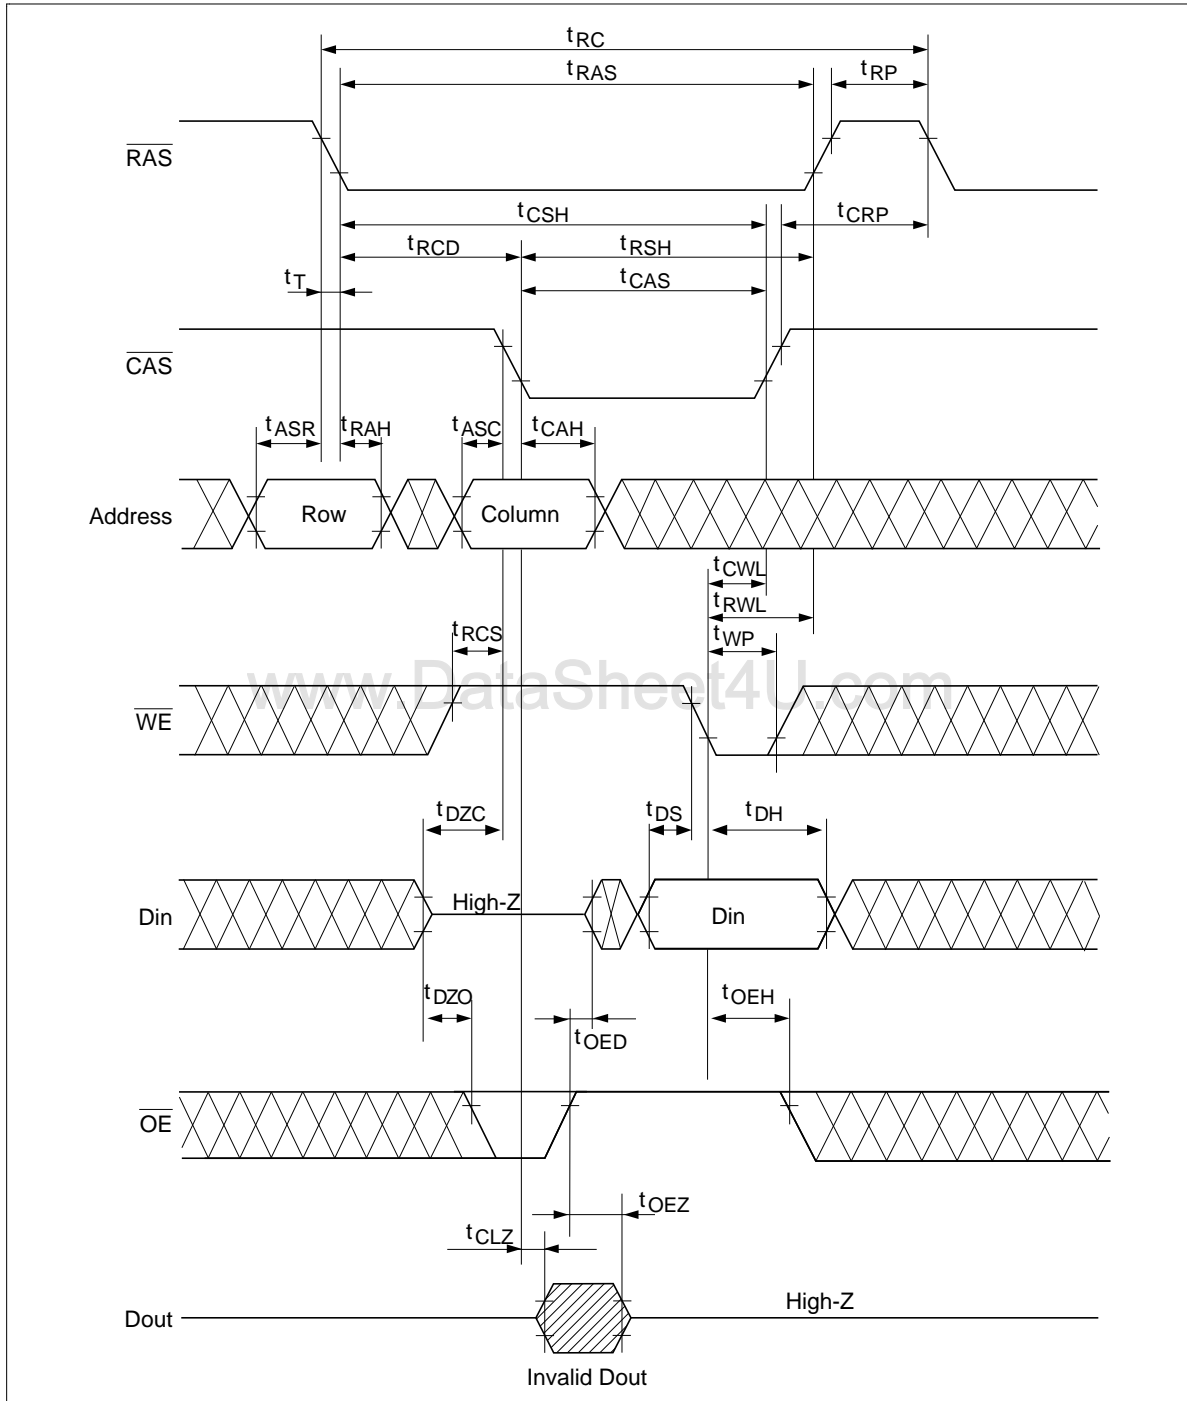 tRC
tRAS
tRP
RAS
tCSH
tCRP
tRCD
tRSH
tT
tCAS
CAS
tASR
tRAH
tASC
tCAH
Address
Row
Column
tCWL
tRWL
tRCS
tWP
www.DataSheet4U.com
WE
tDZC
tDS
tDH
Din
High-Z
Din
tDZO
tOEH
tOED
OE
tOEZ
tCLZ
Dout
High-Z
Invalid Dout